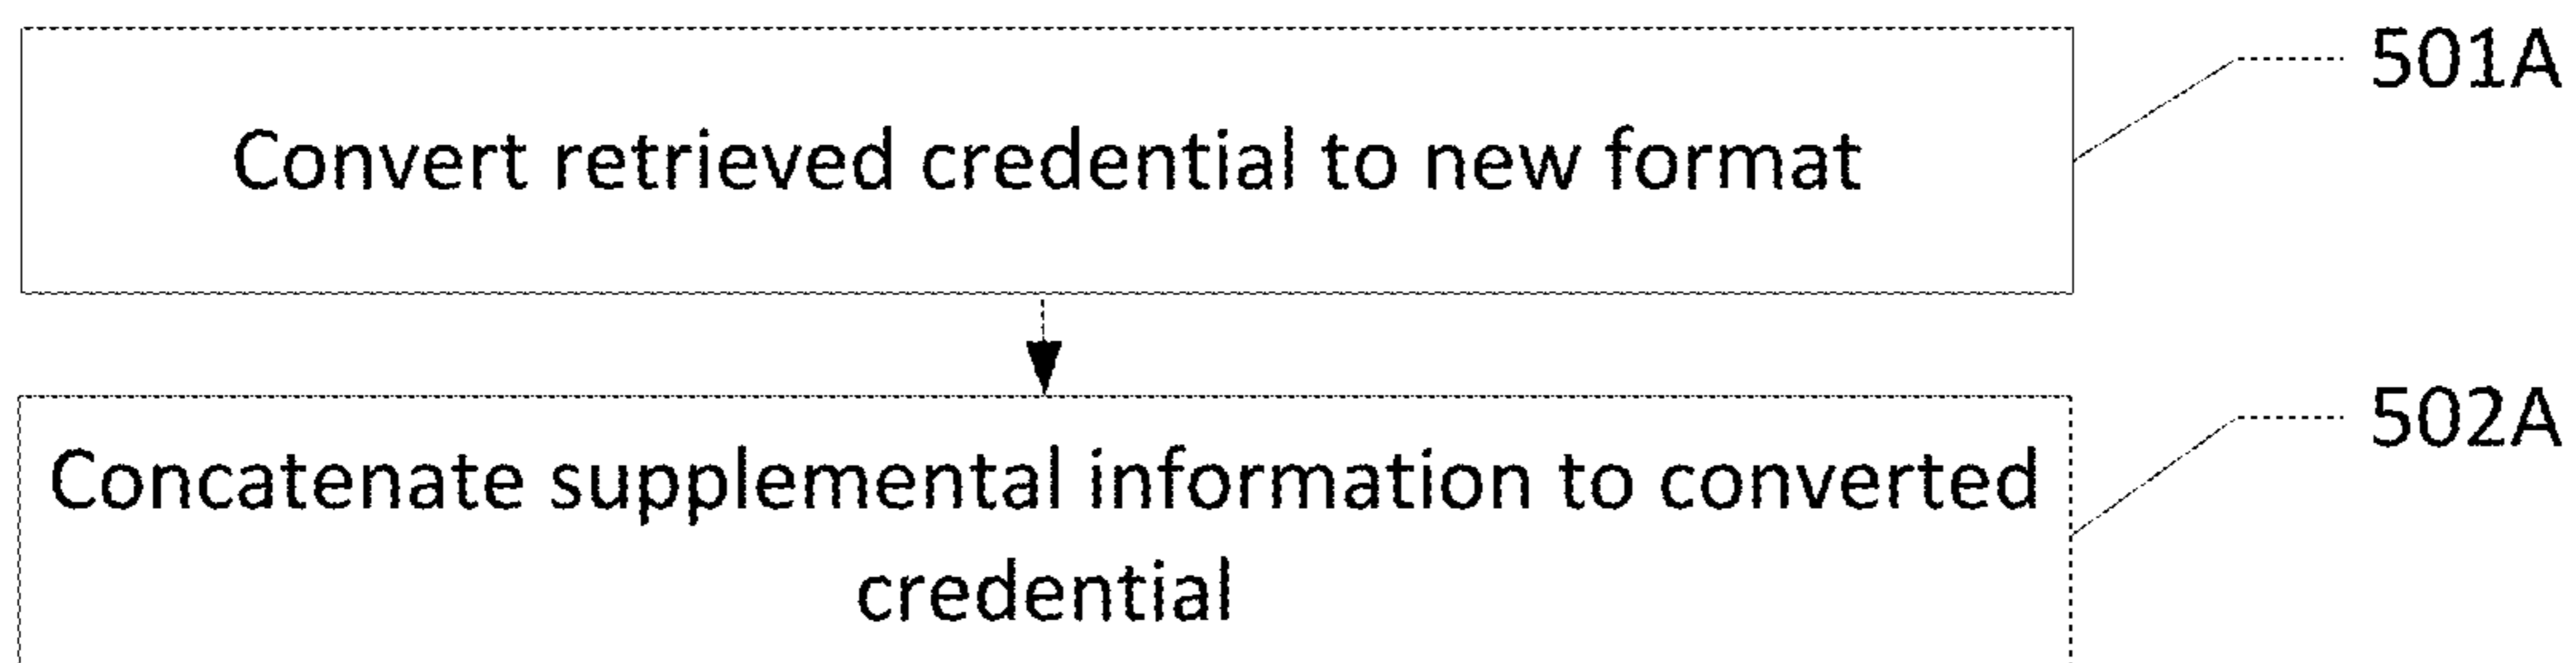 501A
Convert retrieved credential to new format
502A
Concatenate supplemental information to converted
credential